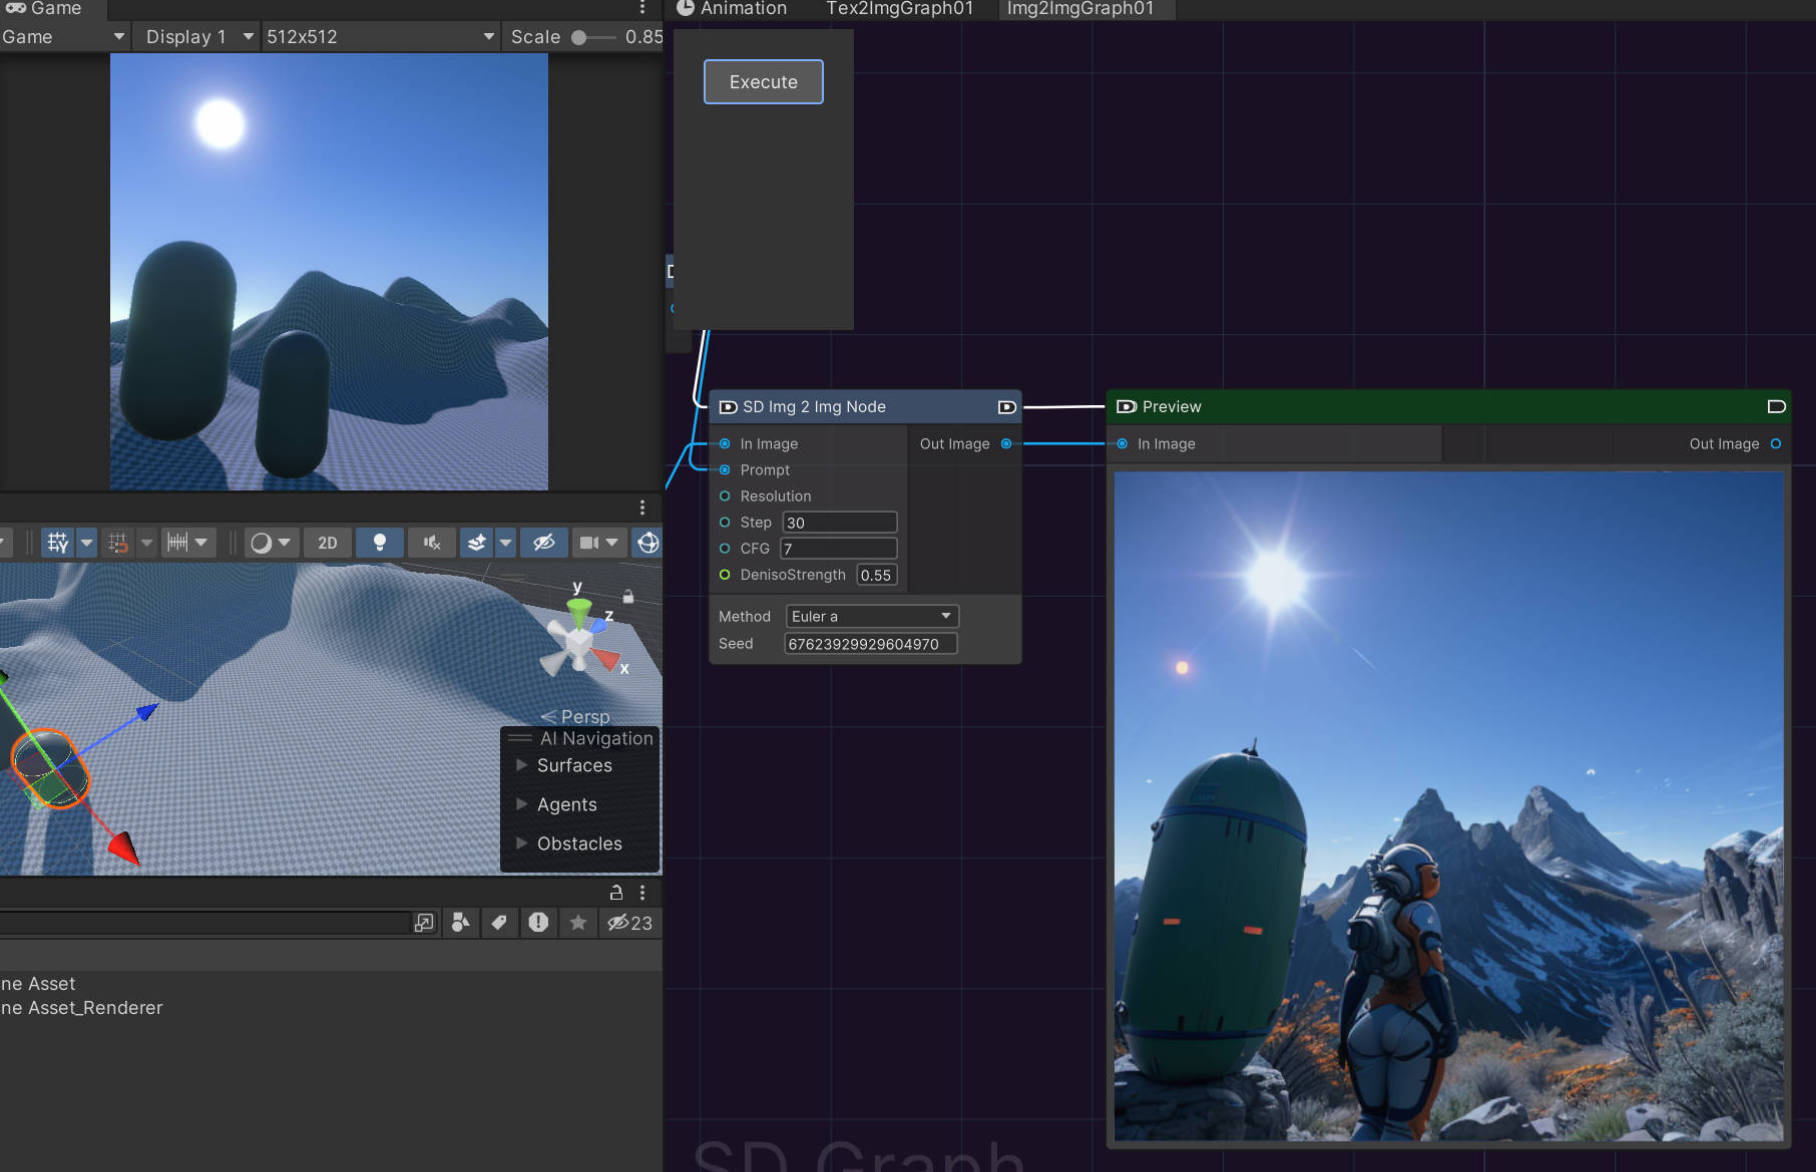 Game
Game
Display 1
512x512
Scale
0.85
Animation
Tex2ImgGraph01
Img2ImgGraph01
Execute
SD Img 2 Img Node
In Image
Out Image
Prompt
Resolution
Step
30
CFG
7
DenisoStrength
0.55
Method
Euler a
Seed
67623929929604970
Preview
In Image
Out Image
2D
y
z
x
Persp
AI Navigation
Surfaces
Agents
Obstacles
23
ne Asset
ne Asset_Renderer
SD Graph